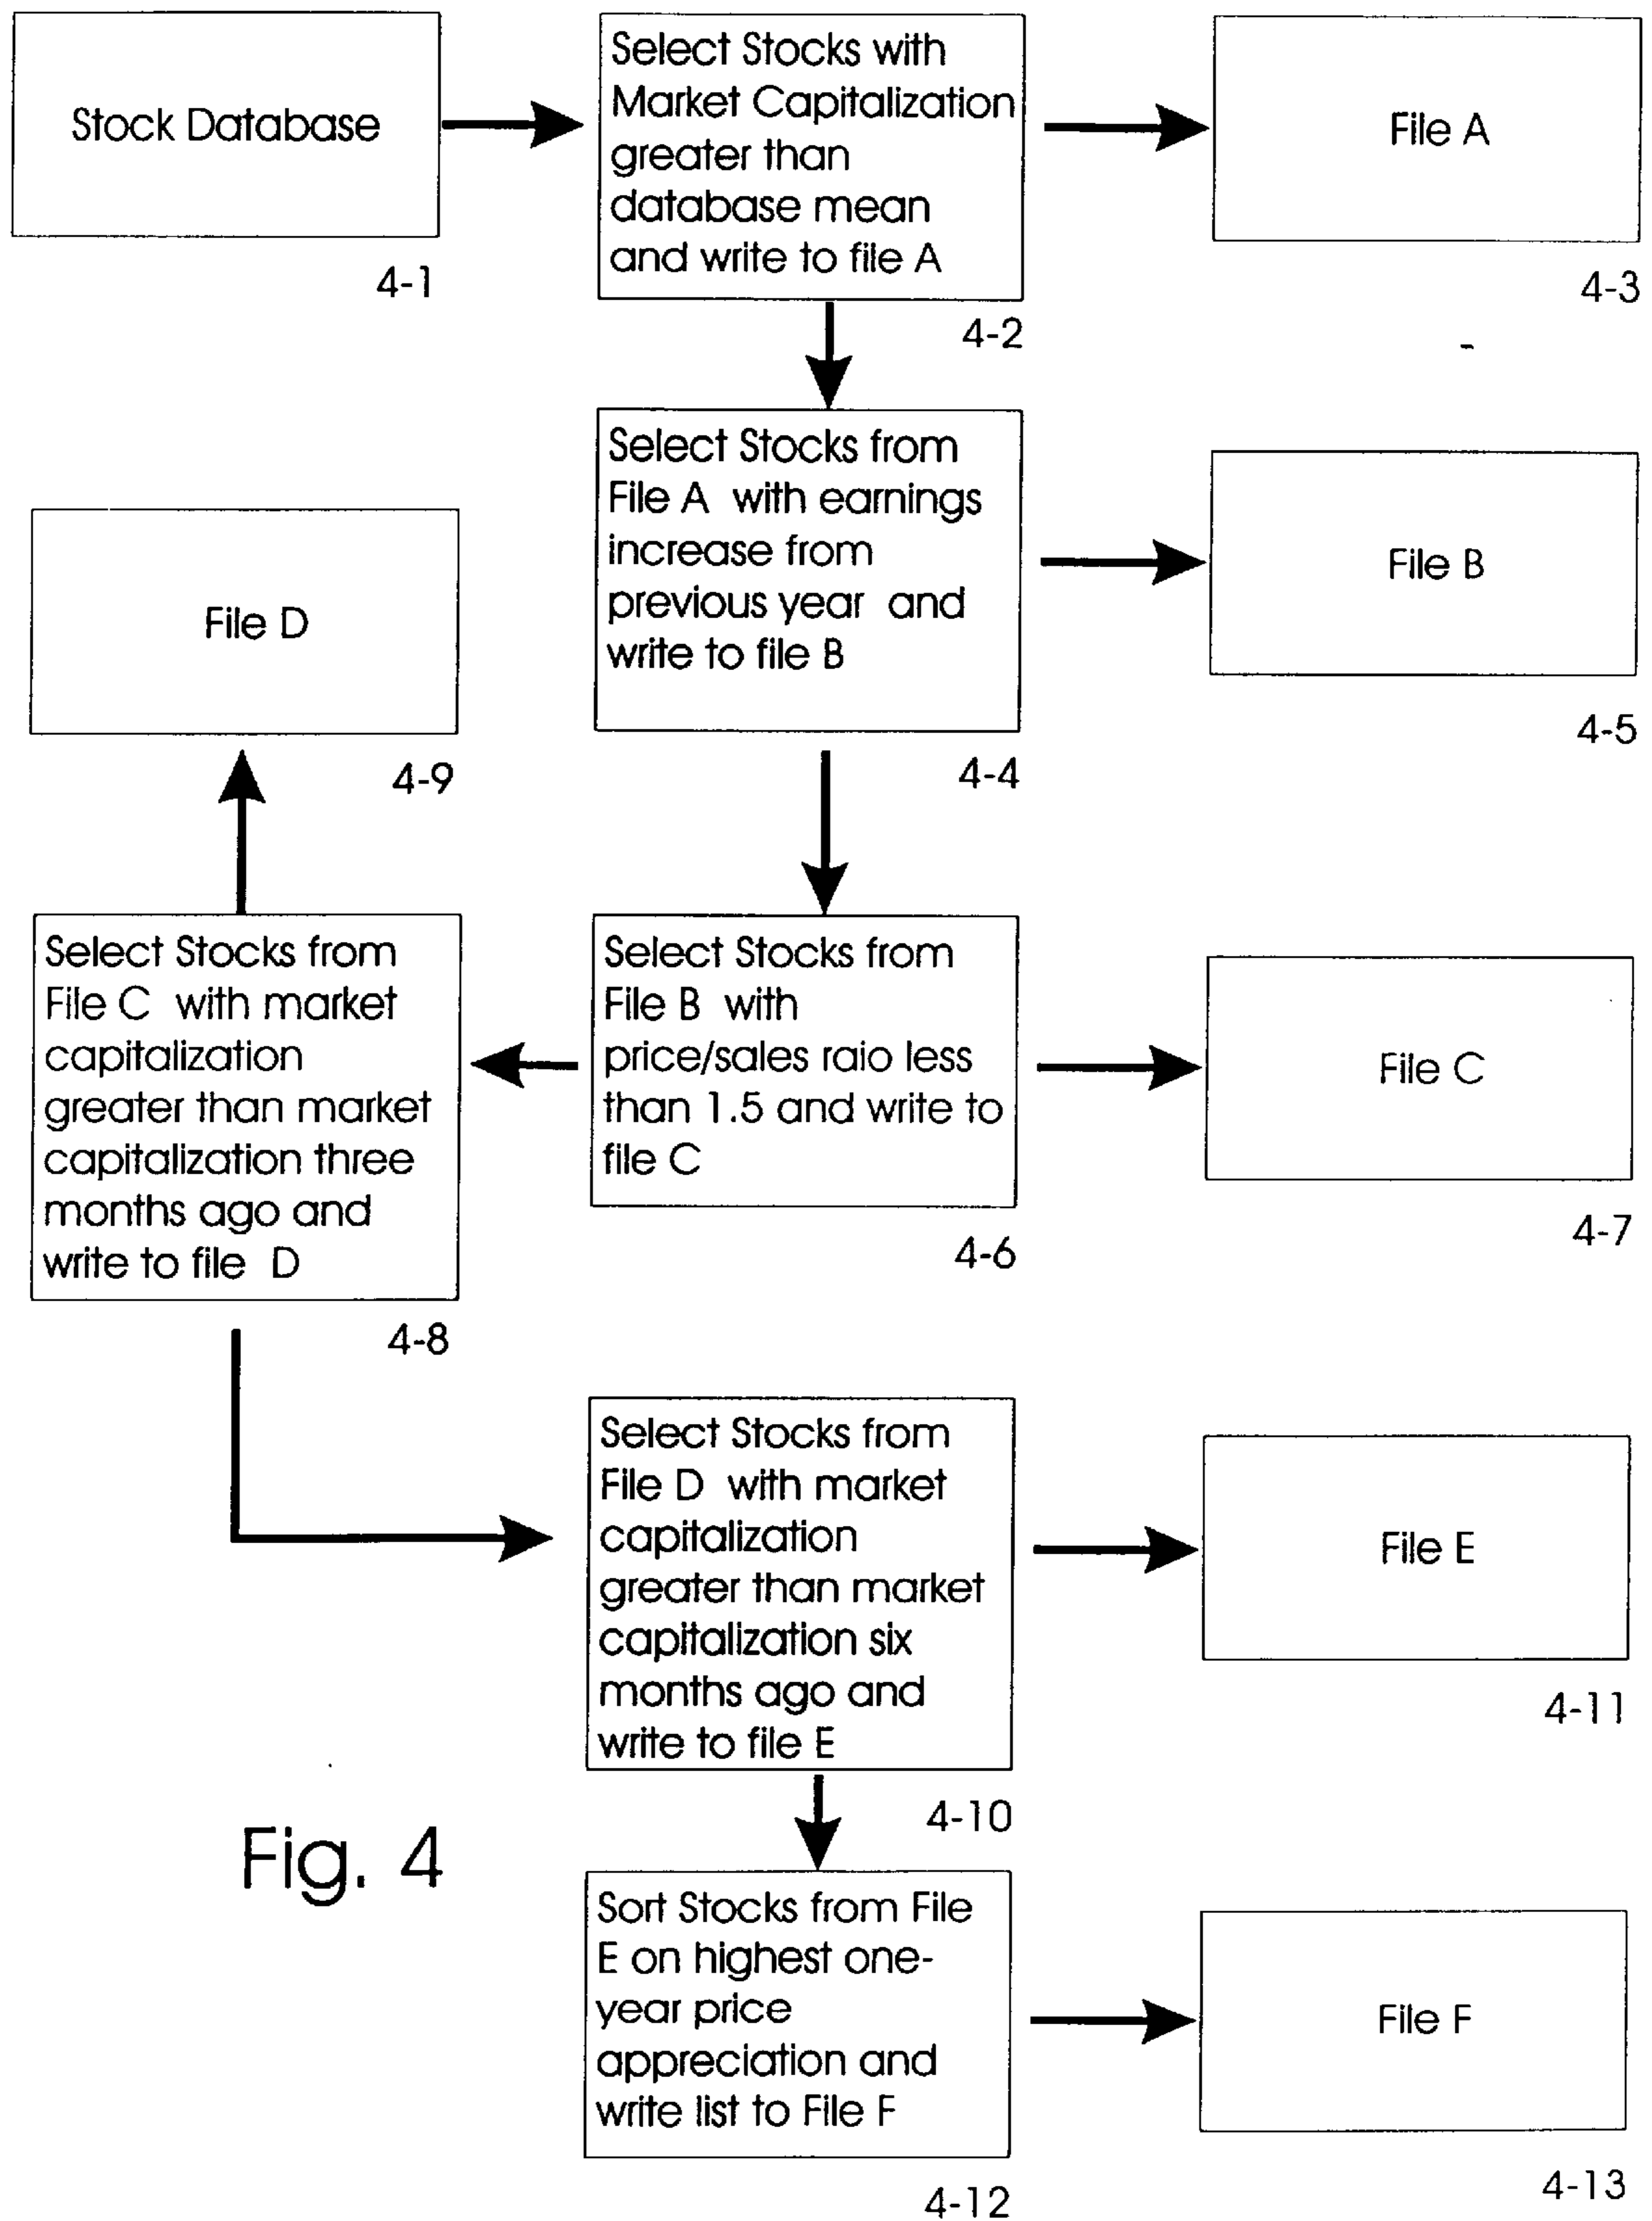 Stock Database
4-1
Select Stocks with
Market Capitalization
greater than
database mean
and write to file A
4-2
File A
4-3
Select Stocks from
File A with earnings
increase from
previous year and
write to file B
4-4
File B
4-5
File D
4-9
Select Stocks from
File C with market
capitalization
greater than market
capitalization three
months ago and
write to file D
4-8
Select Stocks from
File B with
price/sales raio less
than 1.5 and write to
file C
4-6
File C
4-7
Select Stocks from
File D with market
capitalization
greater than market
capitalization six
months ago and
write to file E
4-10
File E
4-11
Fig. 4
Sort Stocks from File
E on highest one-
year price
appreciation and
write list to File F
4-12
File F
4-13